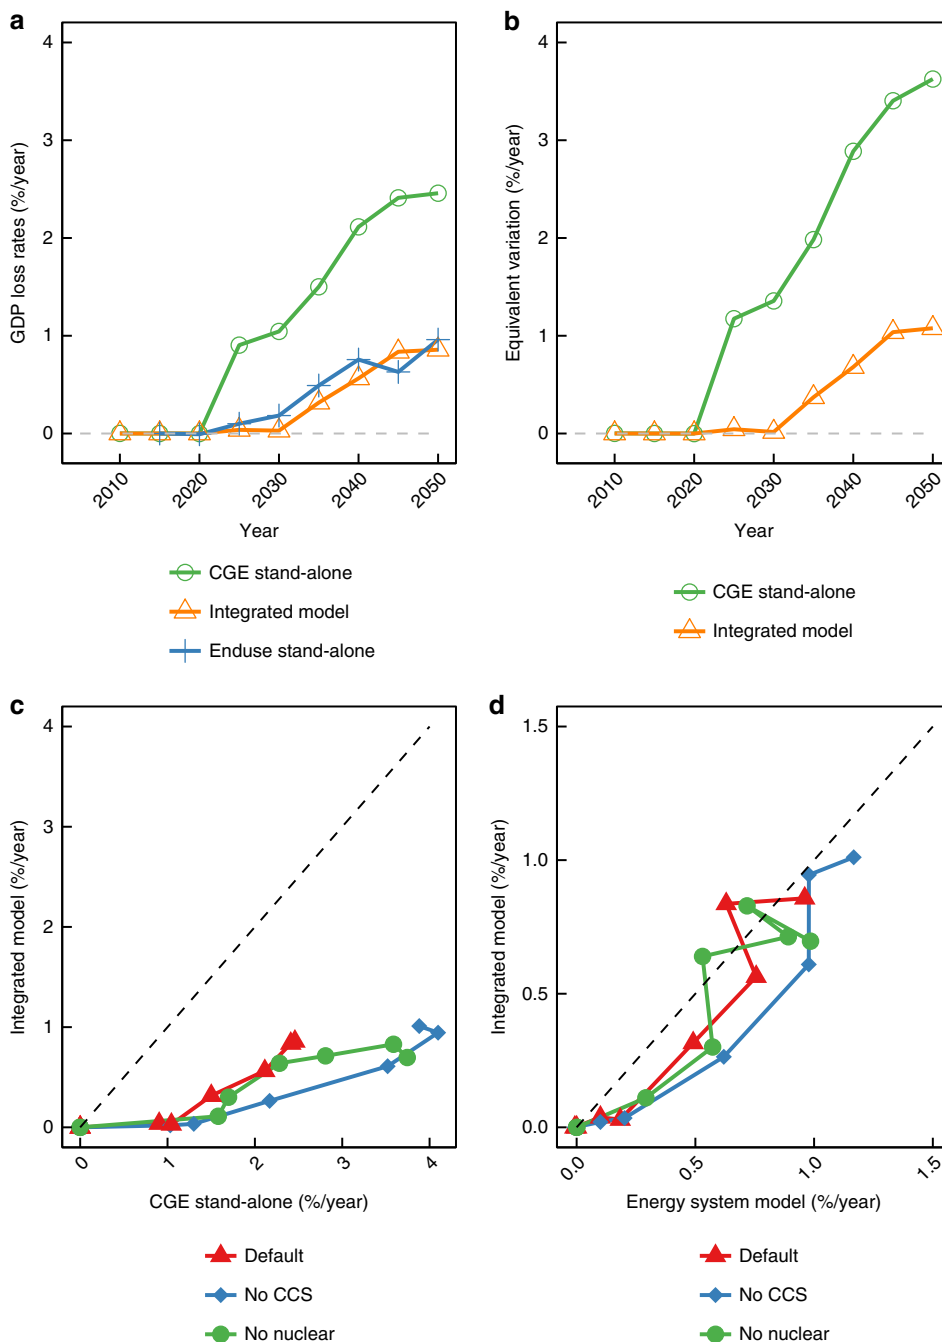 a
GDP loss rates (%/year)
4
3
2
1
0
2010
2020
2030
2040
2050
Year
CGE stand-alone
Integrated model
Enduse stand-alone
b
Equivalent variation (%/year)
4
3
2
1
0
2010
2020
2030
2040
2050
Year
CGE stand-alone
Integrated model
c
Integrated model (%/year)
4
3
2
1
0
0
1
2
3
4
CGE stand-alone (%/year)
Default
No CCS
No nuclear
d
Integrated model (%/year)
1.5
1.0
0.5
0.0
0.0
0.5
1.0
1.5
Energy system model (%/year)
Default
No CCS
No nuclear